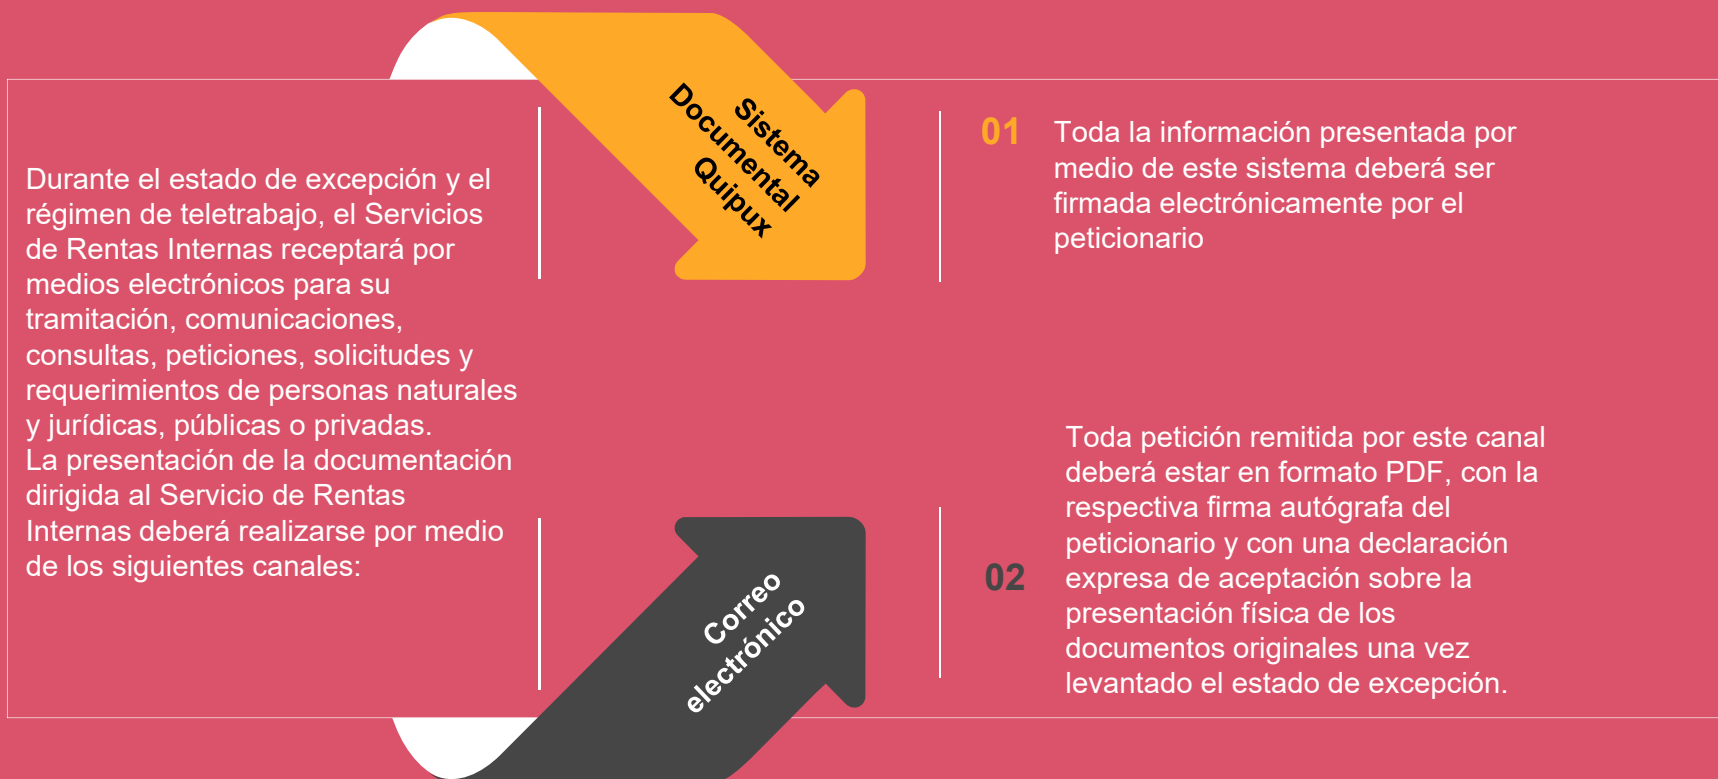 Durante el estado de excepción y el
régimen de teletrabajo, el Servicios
de Rentas Internas receptará por
medios electrónicos para su
tramitación, comunicaciones,
consultas, peticiones, solicitudes y
requerimientos de personas naturales
y jurídicas, públicas o privadas.
La presentación de la documentación
dirigida al Servicio de Rentas
Internas deberá realizarse por medio
de los siguientes canales:
Sistema
Documental
Quipux
01
Toda la información presentada por
medio de este sistema deberá ser
firmada electrónicamente por el
peticionario
Correo
electrónico
02
Toda petición remitida por este canal
deberá estar en formato PDF, con la
respectiva firma autógrafa del
peticionario y con una declaración
expresa de aceptación sobre la
presentación física de los
documentos originales una vez
levantado el estado de excepción.